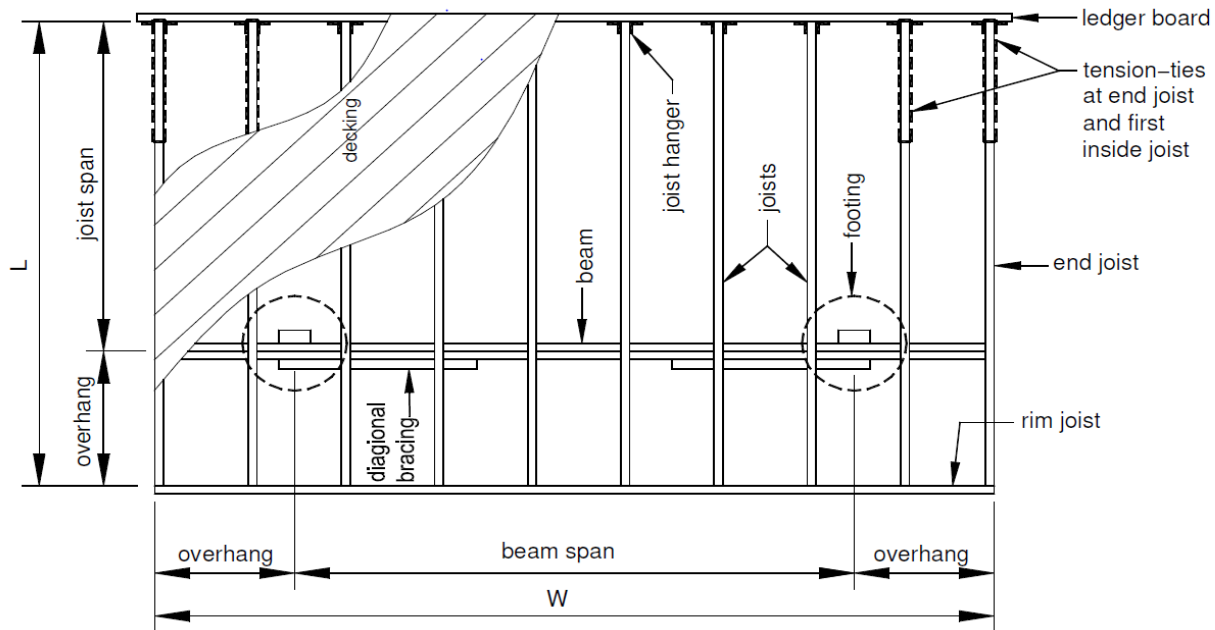 ledger board
tension-ties
at end joist
and first
inside joist
decking
joist hanger
joist span
joists
footing
L
beam
end joist
overhang
diagional
bracing
rim joist
overhang
beam span
overhang
W